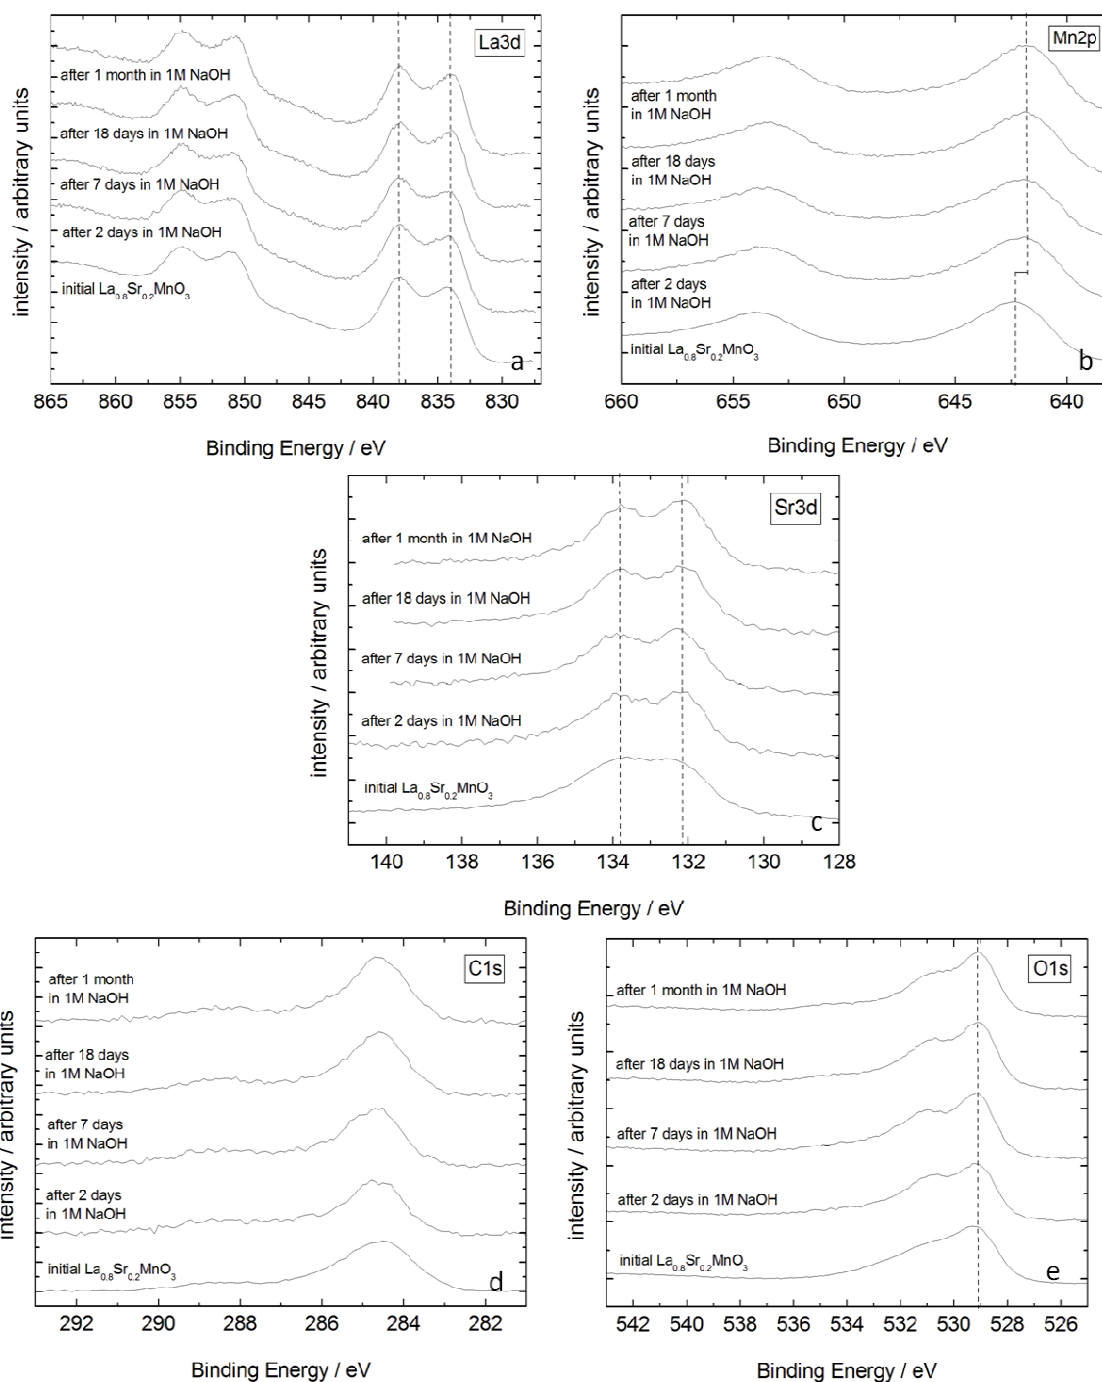 La3d
after 1 month in 1M NaOH
after 18 days in 1M NaOH
after 7 days in 1M NaOH
after 2 days in 1M NaOH
initial La0.8Sr0.2MnO3
a
intensity / arbitrary units
865 860 855 850 845 840 835 830
Binding Energy / eV
Mn2p
after 1 month
in 1M NaOH
after 18 days
in 1M NaOH
after 7 days
in 1M NaOH
after 2 days
in 1M NaOH
initial La0.8Sr0.2MnO3
b
intensity / arbitrary units
660 655 650 645 640
Binding Energy / eV
Sr3d
after 1 month in 1M NaOH
after 18 days in 1M NaOH
after 7 days in 1M NaOH
after 2 days in 1M NaOH
initial La0.8Sr0.2MnO3
c
intensity / arbitrary units
140 138 136 134 132 130 128
Binding Energy / eV
C1s
after 1 month
in 1M NaOH
after 18 days
in 1M NaOH
after 7 days
in 1M NaOH
after 2 days
in 1M NaOH
initial La0.8Sr0.2MnO3
d
intensity / arbitrary units
292 290 288 286 284 282
Binding Energy / eV
O1s
after 1 month in 1M NaOH
after 18 days in 1M NaOH
after 7 days in 1M NaOH
after 2 days in 1M NaOH
initial La0.8Sr0.2MnO3
e
intensity / arbitrary units
542 540 538 536 534 532 530 528 526
Binding Energy / eV